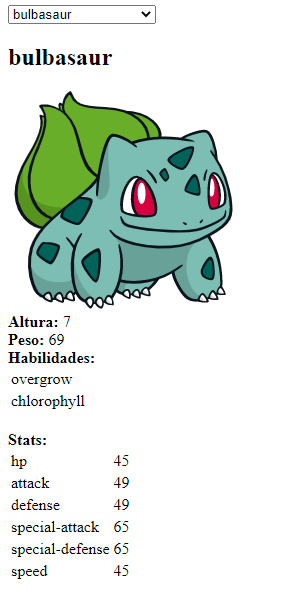 bulbasaur
bulbasaur
Altura: 7
Peso: 69
Habilidades:
overgrow
chlorophyll
Stats:
hp 45
attack 49
defense 49
special-attack 65
special-defense 65
speed 45